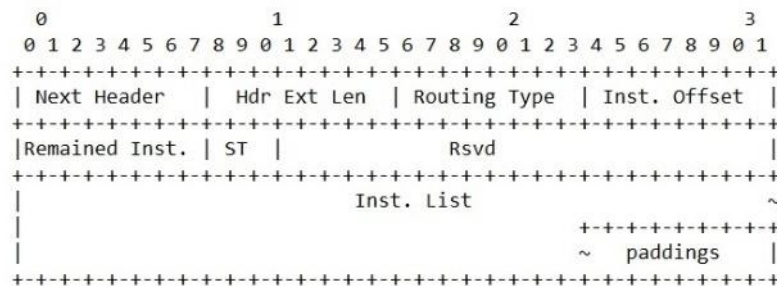 0                   1                   2                   3
0 1 2 3 4 5 6 7 8 9 0 1 2 3 4 5 6 7 8 9 0 1 2 3 4 5 6 7 8 9 0 1
+-+-+-+-+-+-+-+-+-+-+-+-+-+-+-+-+-+-+-+-+-+-+-+-+-+-+-+-+-+-+-+-+
| Next Header   |  Hdr Ext Len  | Routing Type  | Inst. Offset  |
+-+-+-+-+-+-+-+-+-+-+-+-+-+-+-+-+-+-+-+-+-+-+-+-+-+-+-+-+-+-+-+-+
|Remained Inst. | ST  |              Rsvd                       |
+-+-+-+-+-+-+-+-+-+-+-+-+-+-+-+-+-+-+-+-+-+-+-+-+-+-+-+-+-+-+-+-+
|                            Inst. List                         ~
|                                               +-+-+-+-+-+-+-+-+
|                                               ~   paddings    |
+-+-+-+-+-+-+-+-+-+-+-+-+-+-+-+-+-+-+-+-+-+-+-+-+-+-+-+-+-+-+-+-+